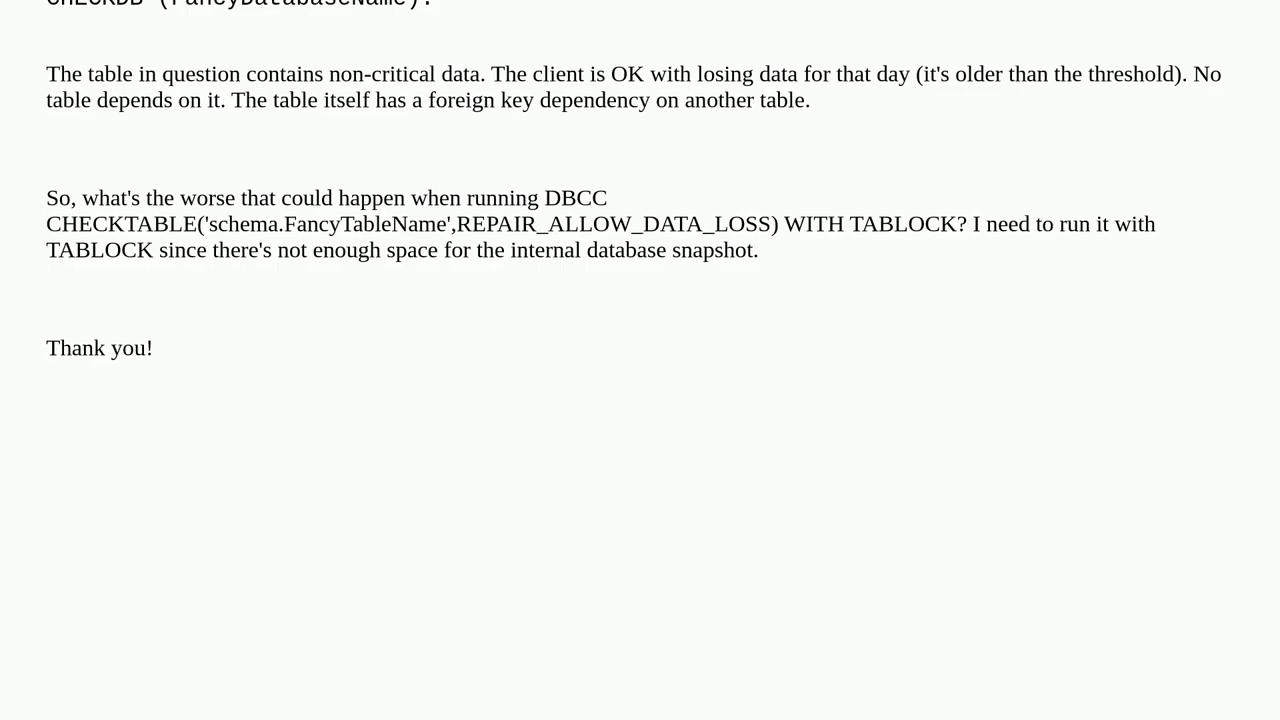 CHECKDB (FancyDatabaseName).
The table in question contains non-critical data. The client is OK with losing data for that day (it's older than the threshold). No
table depends on it. The table itself has a foreign key dependency on another table.
So, what's the worse that could happen when running DBCC
CHECKTABLE('schema.FancyTableName',REPAIR_ALLOW_DATA_LOSS) WITH TABLOCK? I need to run it with
TABLOCK since there's not enough space for the internal database snapshot.
Thank you!